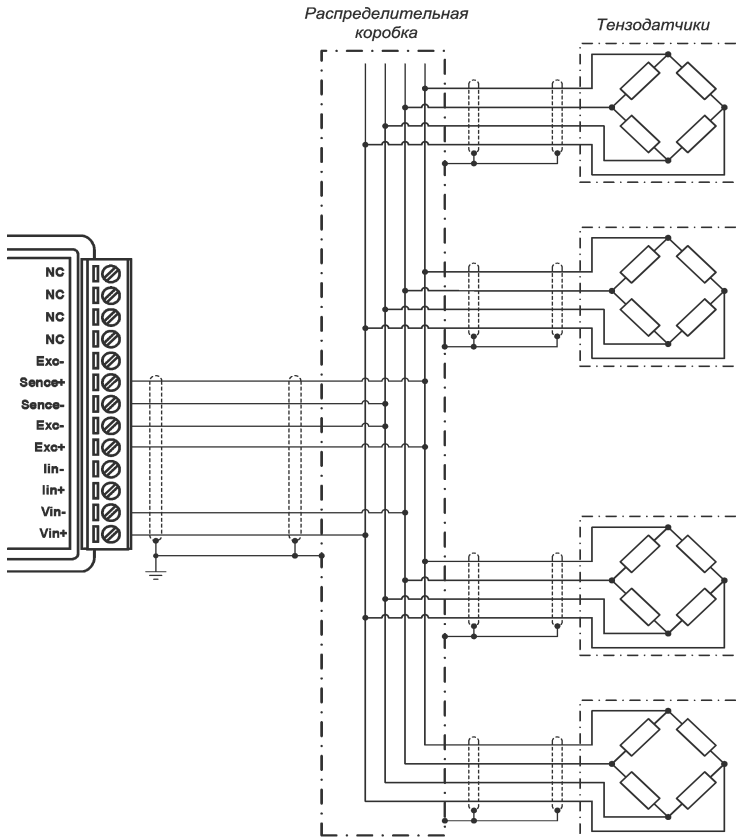 Распределительная
коробка
Тензодатчики
NC
NC
NC
NC
Exc-
Sence+
Sence-
Exc-
Exc+
Iin-
Iin+
Vin-
Vin+